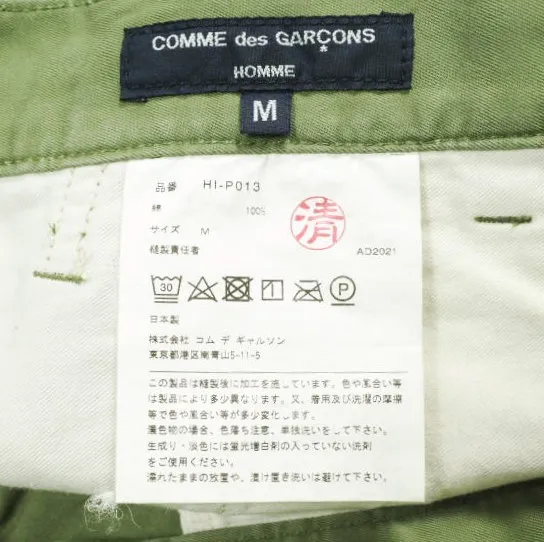 COMME des GARÇONS
HOMME
M
品番 HI-P013
綿 100%
サイズ M
縫製責任者
清
AD2021
30
P
日本製
株式会社 コム デ ギャルソン
東京都港区南青山5-11-5
この製品は縫製後に加工を施しています。色や風合い等
は製品により多少異なります。又、着用及び洗濯の摩擦
等で色や風合い等が多少変化します。
濃色物の場合、色落ち注意、単独洗いをして下さい。
生成り・淡色には蛍光増白剤の入っていない洗剤
をご使用ください。
濡れたままの放置や、漬け置き洗いは避けて下さい。